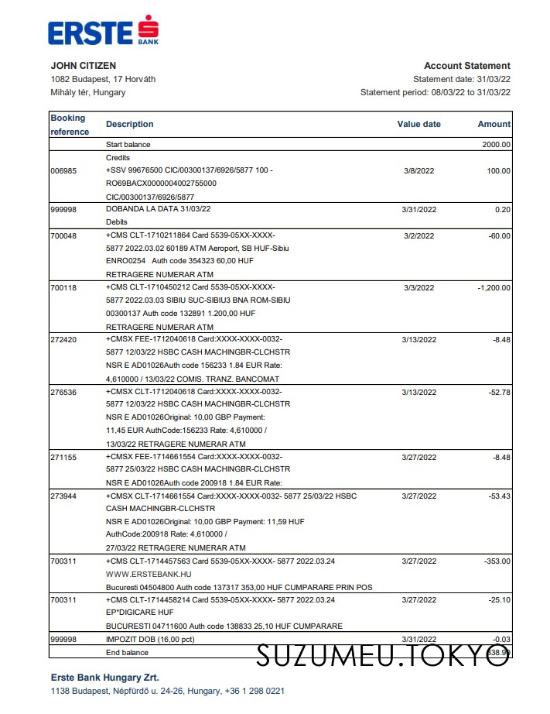 ERSTE
BANK
JOHN CITIZEN
1082 Budapest, 17 Horváth
Mihály tér, Hungary
Account Statement
Statement date: 31/03/22
Statement period: 08/03/22 to 31/03/22
Booking reference Description Value date Amount
Start balance 2000.00
Credits
006985 +SSV 99676500 CIC/00300137/6926/5877 100 - 3/8/2022 100.00
RO69BACX0000004002755000
CIC/00300137/6926/5877
999998 DOBANDA LA DATA 31/03/22 3/31/2022 0.20
Debits
700048 +CMS CLT-1710211864 Card 5539-05XX-XXXX- 3/2/2022 -60.00
5877 2022.03.02 60189 ATM Aeroport, SB HUF-Sibiu
ENRO0254 Auth code 354323 60,00 HUF
RETRAGERE NUMERAR ATM
700118 +CMS CLT-1710450212 Card 5539-05XX-XXXX- 3/3/2022 -1,200.00
5877 2022.03.03 SIBIU SUC-SIBIU3 BNA ROM-SIBIU
00300137 Auth code 132891 1.200,00 HUF
RETRAGERE NUMERAR ATM
272420 +CMSX FEE-1712040618 Card:XXXX-XXXX-0032- 3/13/2022 -8.48
5877 12/03/22 HSBC CASH MACHINGBR-CLCHSTR
NSR E AD01026Auth code 156233 1.84 EUR Rate:
4,610000 / 13/03/22 COMIS. TRANZ. BANCOMAT
276536 +CMSX CLT-1712040618 Card:XXXX-XXXX-0032- 3/13/2022 -52.78
5877 12/03/22 HSBC CASH MACHINGBR-CLCHSTR
NSR E AD01026Original: 10,00 GBP Payment:
11,45 EUR AuthCode:156233 Rate: 4,610000 /
13/03/22 RETRAGERE NUMERAR ATM
271155 +CMSX FEE-1714661554 Card:XXXX-XXXX-0032- 3/27/2022 -8.48
5877 25/03/22 HSBC CASH MACHINGBR-CLCHSTR
NSR E AD01026Auth code 200918 1.84 EUR Rate:
273944 +CMSX CLT-1714661554 Card:XXXX-XXXX-0032- 5877 25/03/22 HSBC 3/27/2022 -53.43
CASH MACHINGBR-CLCHSTR
NSR E AD01026Original: 10,00 GBP Payment: 11,59 HUF
AuthCode:200918 Rate: 4,610000 /
27/03/22 RETRAGERE NUMERAR ATM
700311 +CMS CLT-1714457563 Card 5539-05XX-XXXX- 5877 2022.03.24 3/27/2022 -353.00
WWW.ERSTEBANK.HU
Bucuresti 04504800 Auth code 137317 353,00 HUF CUMPARARE PRIN POS
700311 +CMS CLT-1714458214 Card 5539-05XX-XXXX- 5877 2022.03.24 3/27/2022 -25.10
EP*DIGICARE HUF
BUCURESTI 04711600 Auth code 138833 25,10 HUF CUMPARARE
999998 IMPOZIT DOB (16,00 pct) 3/31/2022 -0.03
End balance
SUZUMEU.TOKYO
Erste Bank Hungary Zrt.
1138 Budapest, Népfürdő u. 24-26, Hungary, +36 1 298 0221